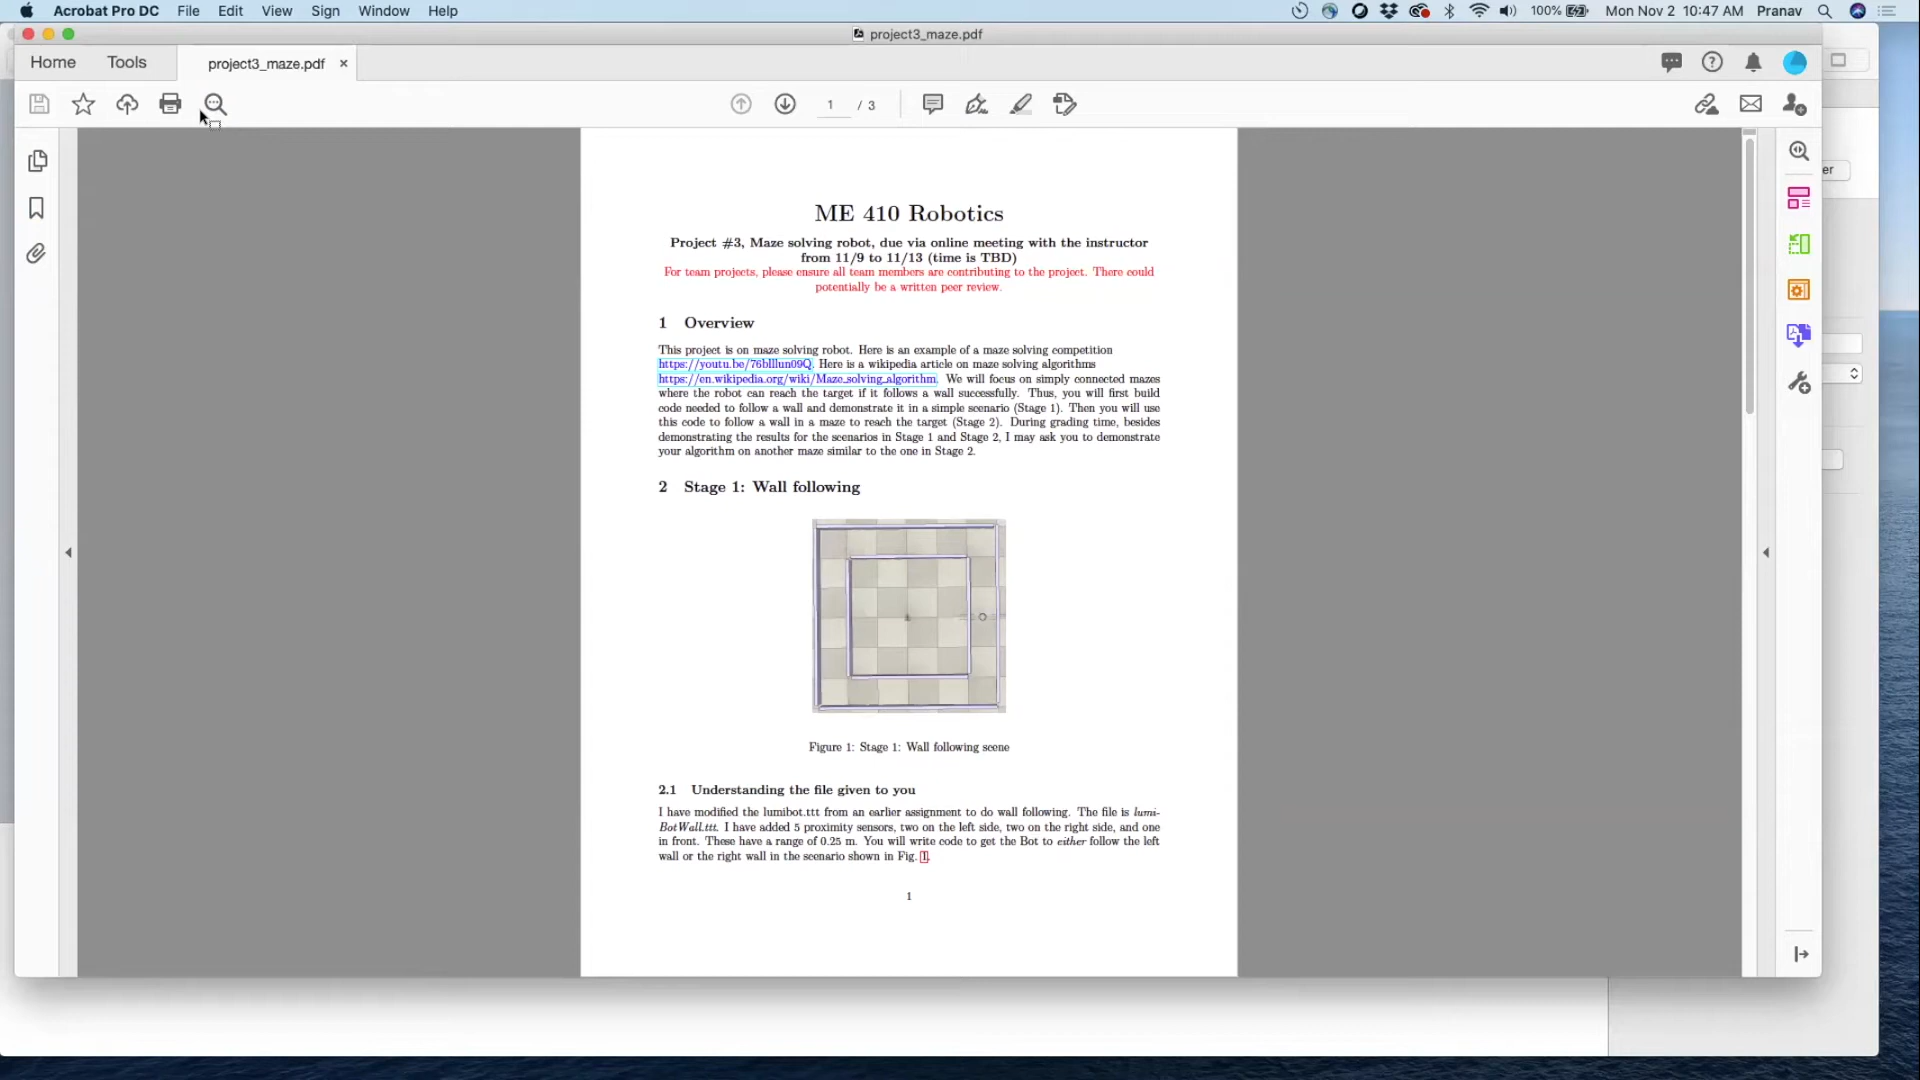 Acrobat Pro DC File Edit View Sign Window Help 100% Mon Nov 2 10:47 AM Pranav
project3_maze.pdf
Home Tools project3_maze.pdf ×
1 / 3
er
ME 410 Robotics
Project #3, Maze solving robot, due via online meeting with the instructor
from 11/9 to 11/13 (time is TBD)
For team projects, please ensure all team members are contributing to the project. There could
potentially be a written peer review.
1 Overview
This project is on maze solving robot. Here is an example of a maze solving competition
Here is a wikipedia article on maze solving algorithms
https://en.wikipedia.org/wiki/Maze_solving_algorithm. We will focus on simply connected mazes
where the robot can reach the target if it follows a wall successfully. Thus, you will first build
code needed to follow a wall and demonstrate it in a simple scenario (Stage 1). Then you will use
this code to follow a wall in a maze to reach the target (Stage 2). During grading time, besides
demonstrating the results for the scenarios in Stage 1 and Stage 2, I may ask you to demonstrate
your algorithm on another maze similar to the one in Stage 2.
2 Stage 1: Wall following
Figure 1: Stage 1: Wall following scene
2.1 Understanding the file given to you
I have modified the lumibot.ttt from an earlier assignment to do wall following. The file is lumi-
BotWall.ttt. I have added 5 proximity sensors, two on the left side, two on the right side, and one
in front. These have a range of 0.25 m. You will write code to get the Bot to either follow the left
wall or the right wall in the scenario shown in Fig. 1.
1